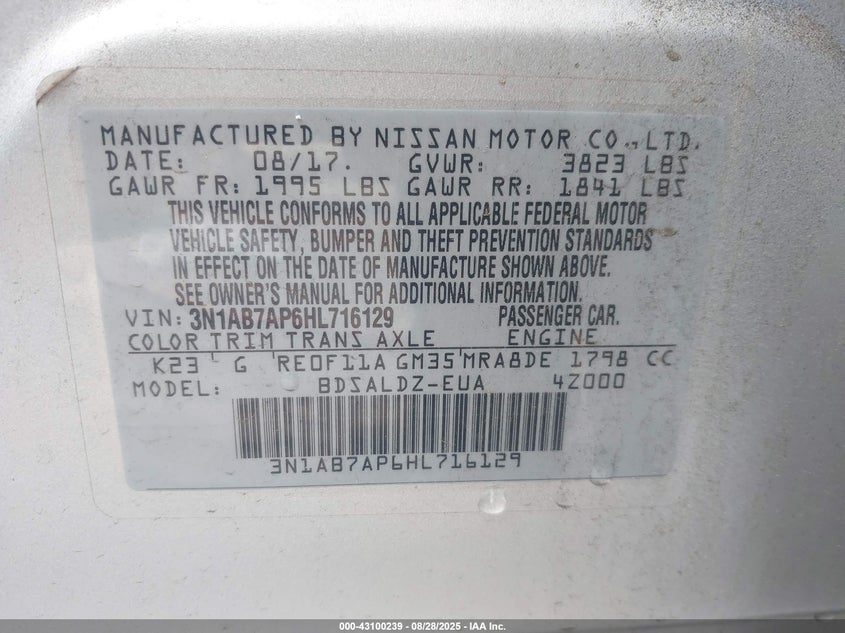 MANUFACTURED BY NISSAN MOTOR CO.,LTD.
DATE: 08/17. GVWR: 3823 LBS
GAWR FR: 1995 LBS GAWR RR: 1841 LBS
THIS VEHICLE CONFORMS TO ALL APPLICABLE FEDERAL MOTOR
VEHICLE SAFETY, BUMPER AND THEFT PREVENTION STANDARDS
IN EFFECT ON THE DATE OF MANUFACTURE SHOWN ABOVE.
SEE OWNER'S MANUAL FOR ADDITIONAL INFORMATION.
VIN: 3N1AB7AP6HL716129 PASSENGER CAR.
COLOR TRIM TRANS AXLE ENGINE
K23 G RE0F11A GM35 MRA8DE 1798 CC
MODEL: BDSALDZ-EUA 4Z000
3N1AB7AP6HL716129
000-43100239 - 08/28/2025 - IAA Inc.